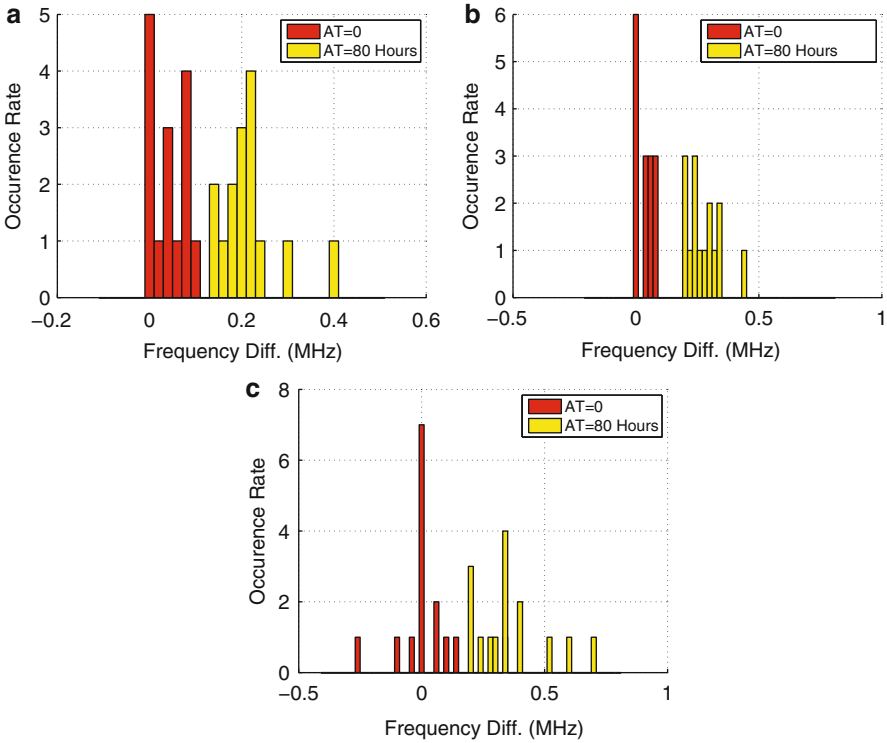 a
5
4
3
2
1
0
Occurence Rate
−0.2
0
0.2
0.4
0.6
Frequency Diff. (MHz)
AT=0
AT=80 Hours
b
6
5
4
3
2
1
0
Occurence Rate
−0.5
0
0.5
1
Frequency Diff. (MHz)
AT=0
AT=80 Hours
c
8
6
4
2
0
Occurence Rate
−0.5
0
0.5
1
Frequency Diff. (MHz)
AT=0
AT=80 Hours